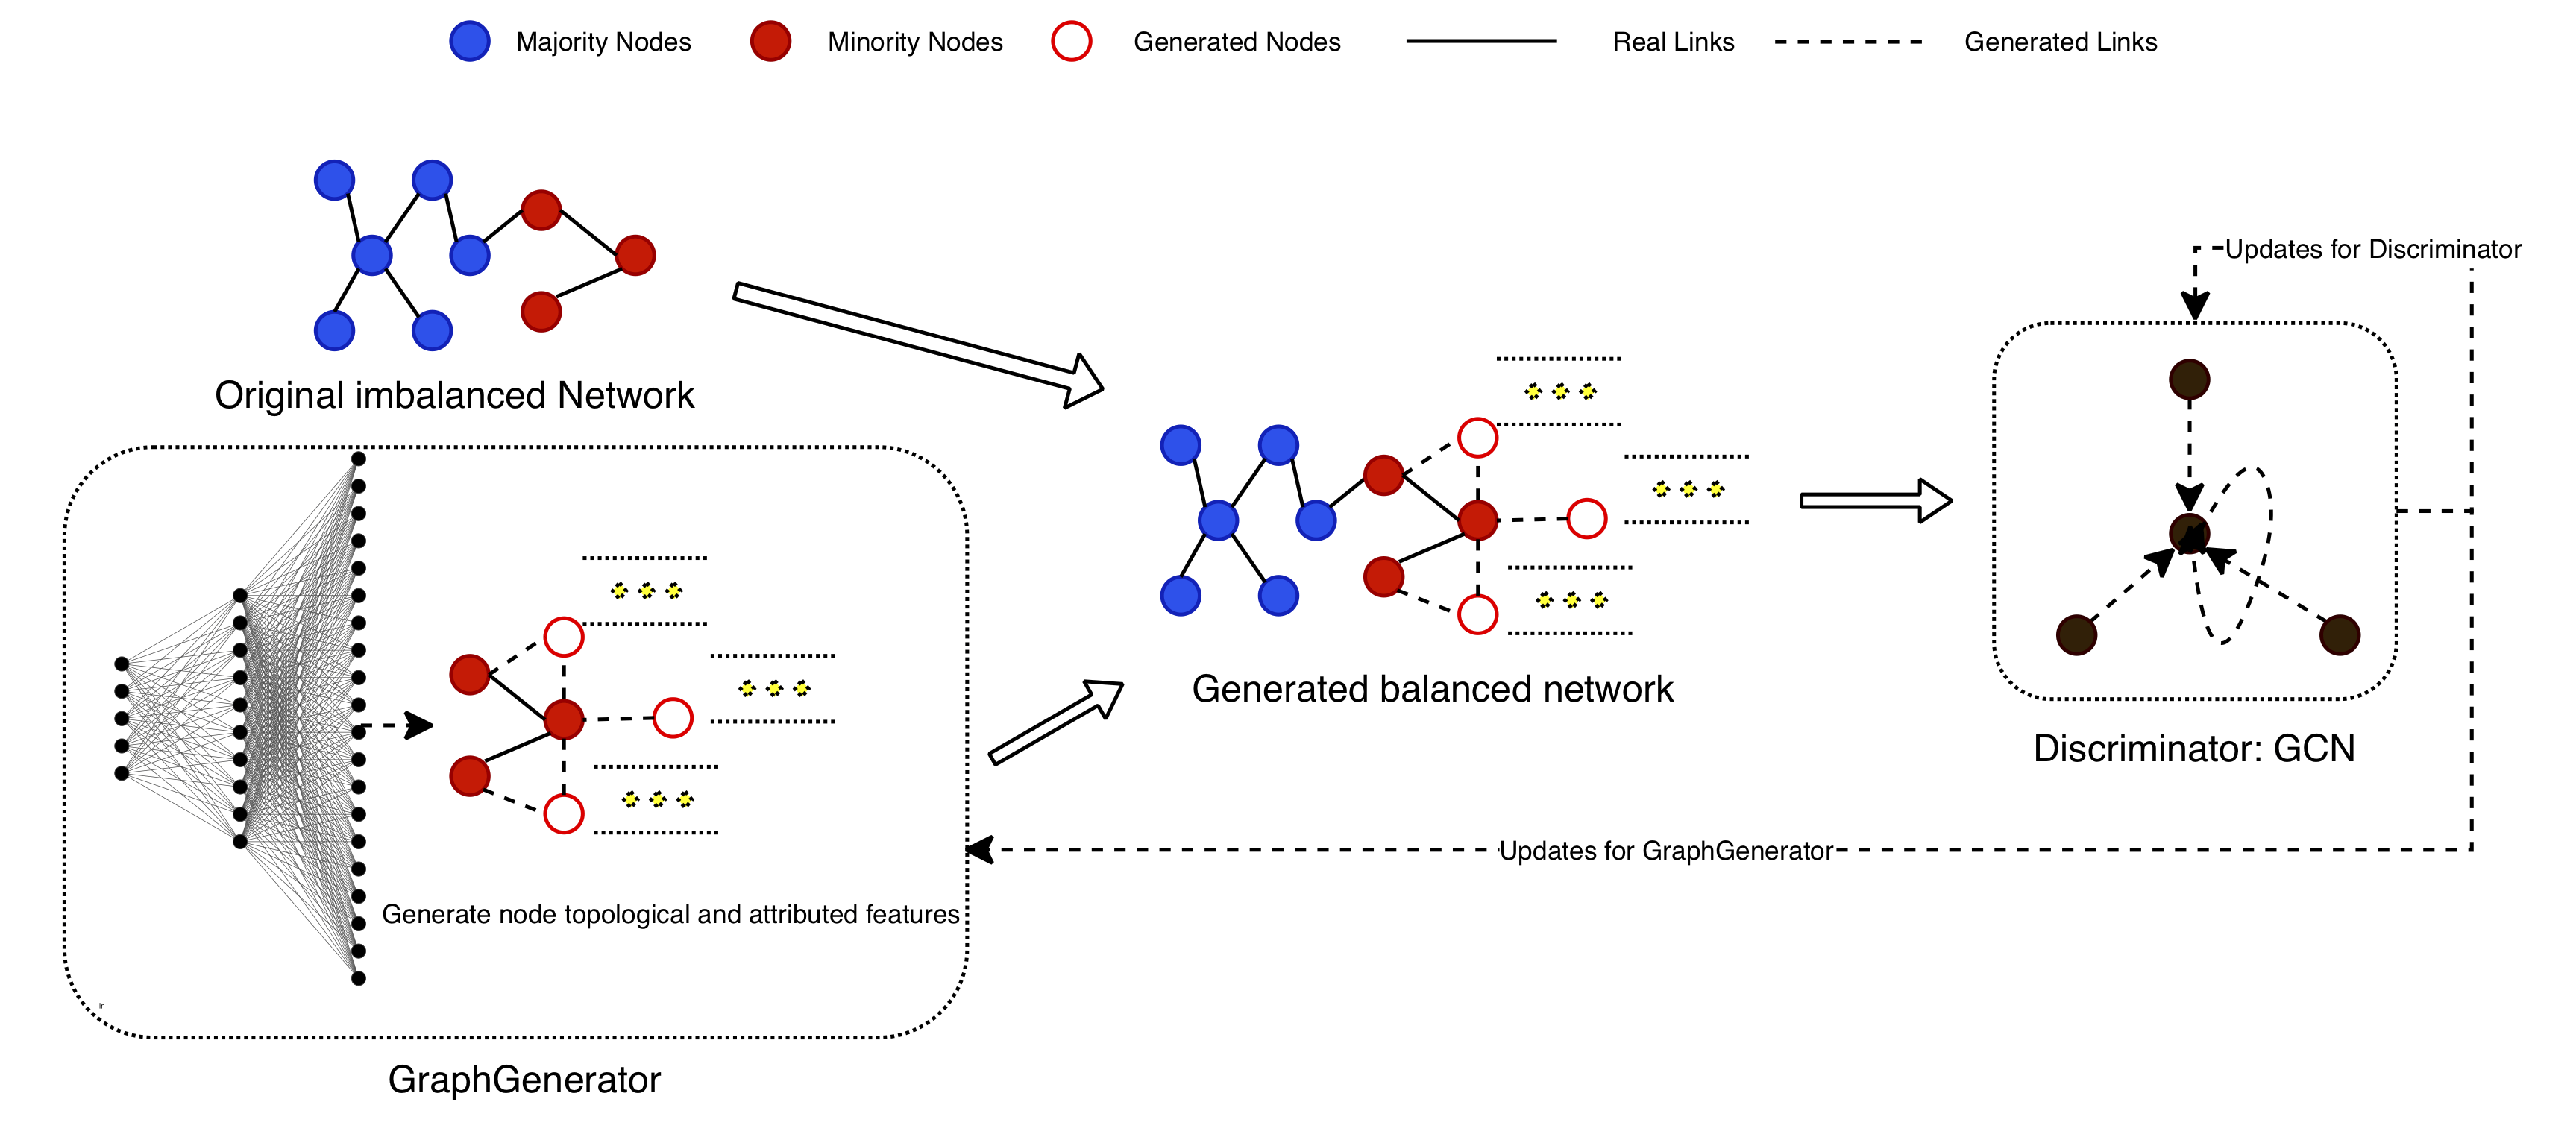 Majority Nodes
Minority Nodes
Generated Nodes
Real Links
Generated Links
Updates for Discriminator
Original imbalanced Network
Generated balanced network
Discriminator: GCN
Updates for GraphGenerator
Generate node topological and attributed features
GraphGenerator